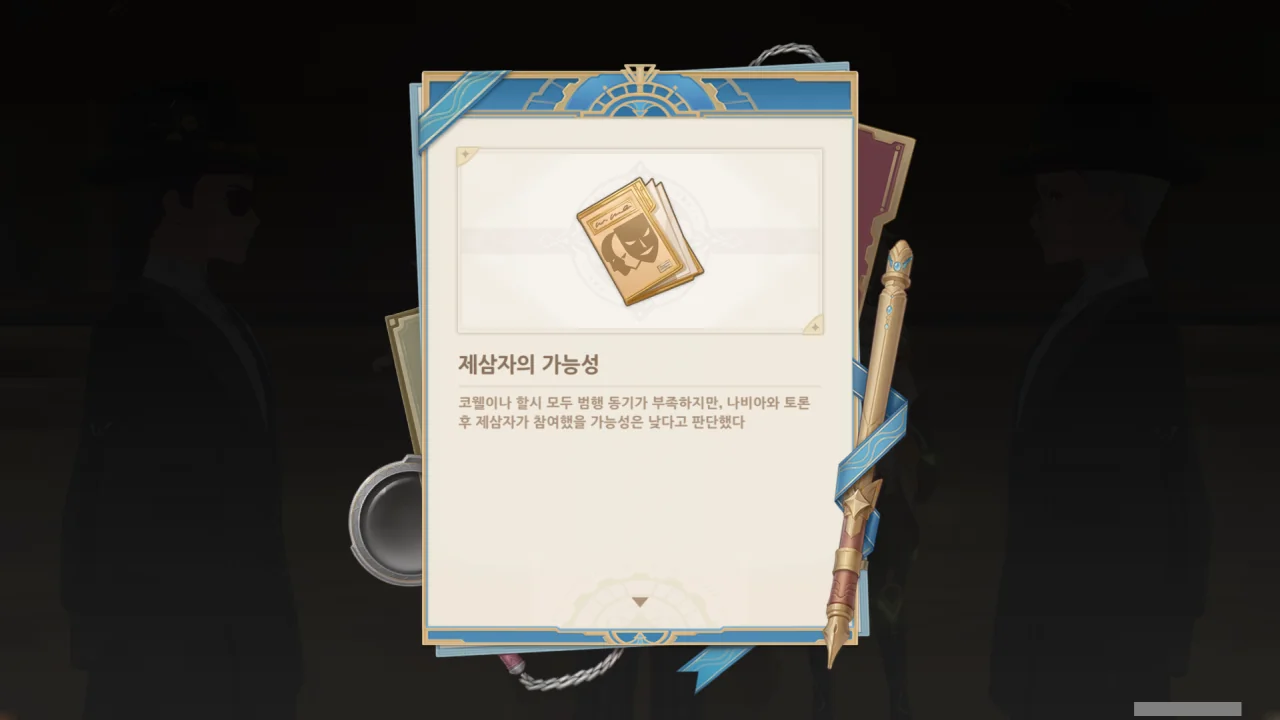 제삼자의 가능성
코웰이나 할시 모두 범행 동기가 부족하지만, 나비아와 토론
후 제삼자가 참여했을 가능성은 낮다고 판단했다